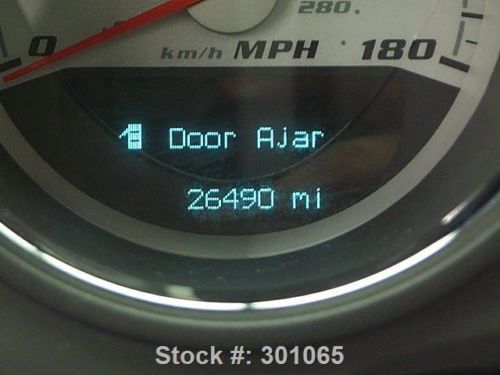 280.
0 km/h MPH 180
Door Ajar
26490 mi
Stock #: 301065